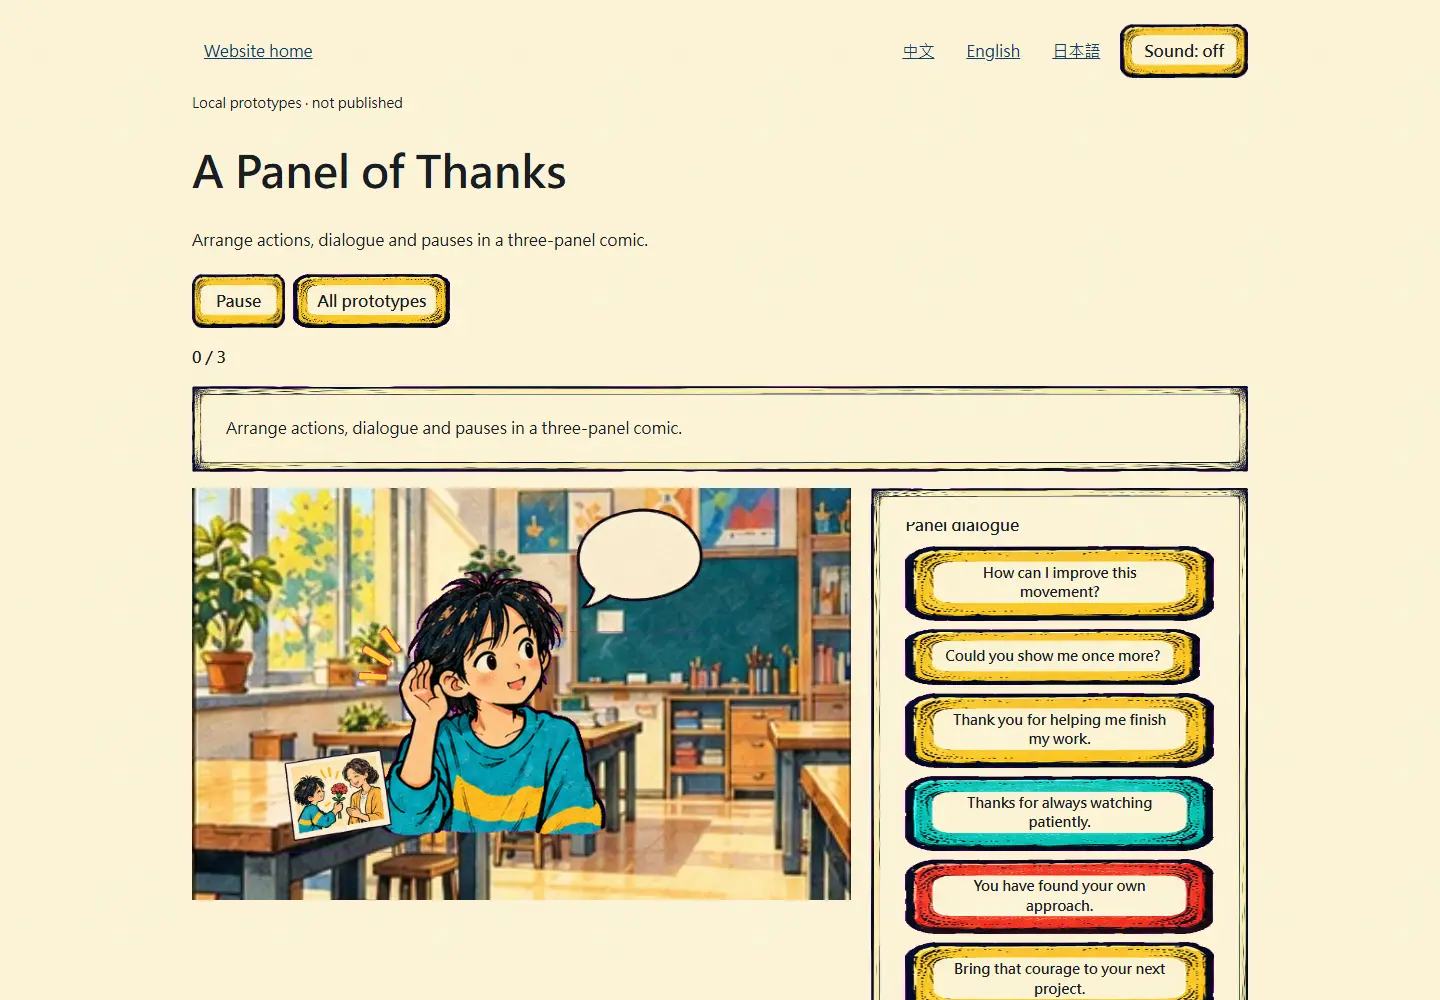 Website home
中文 English 日本語 Sound: off
Local prototypes · not published
A Panel of Thanks
Arrange actions, dialogue and pauses in a three-panel comic.
Pause All prototypes
0 / 3
Arrange actions, dialogue and pauses in a three-panel comic.
Panel dialogue
How can I improve this
movement?
Could you show me once more?
Thank you for helping me finish
my work.
Thanks for always watching
patiently.
You have found your own
approach.
Bring that courage to your next
project.